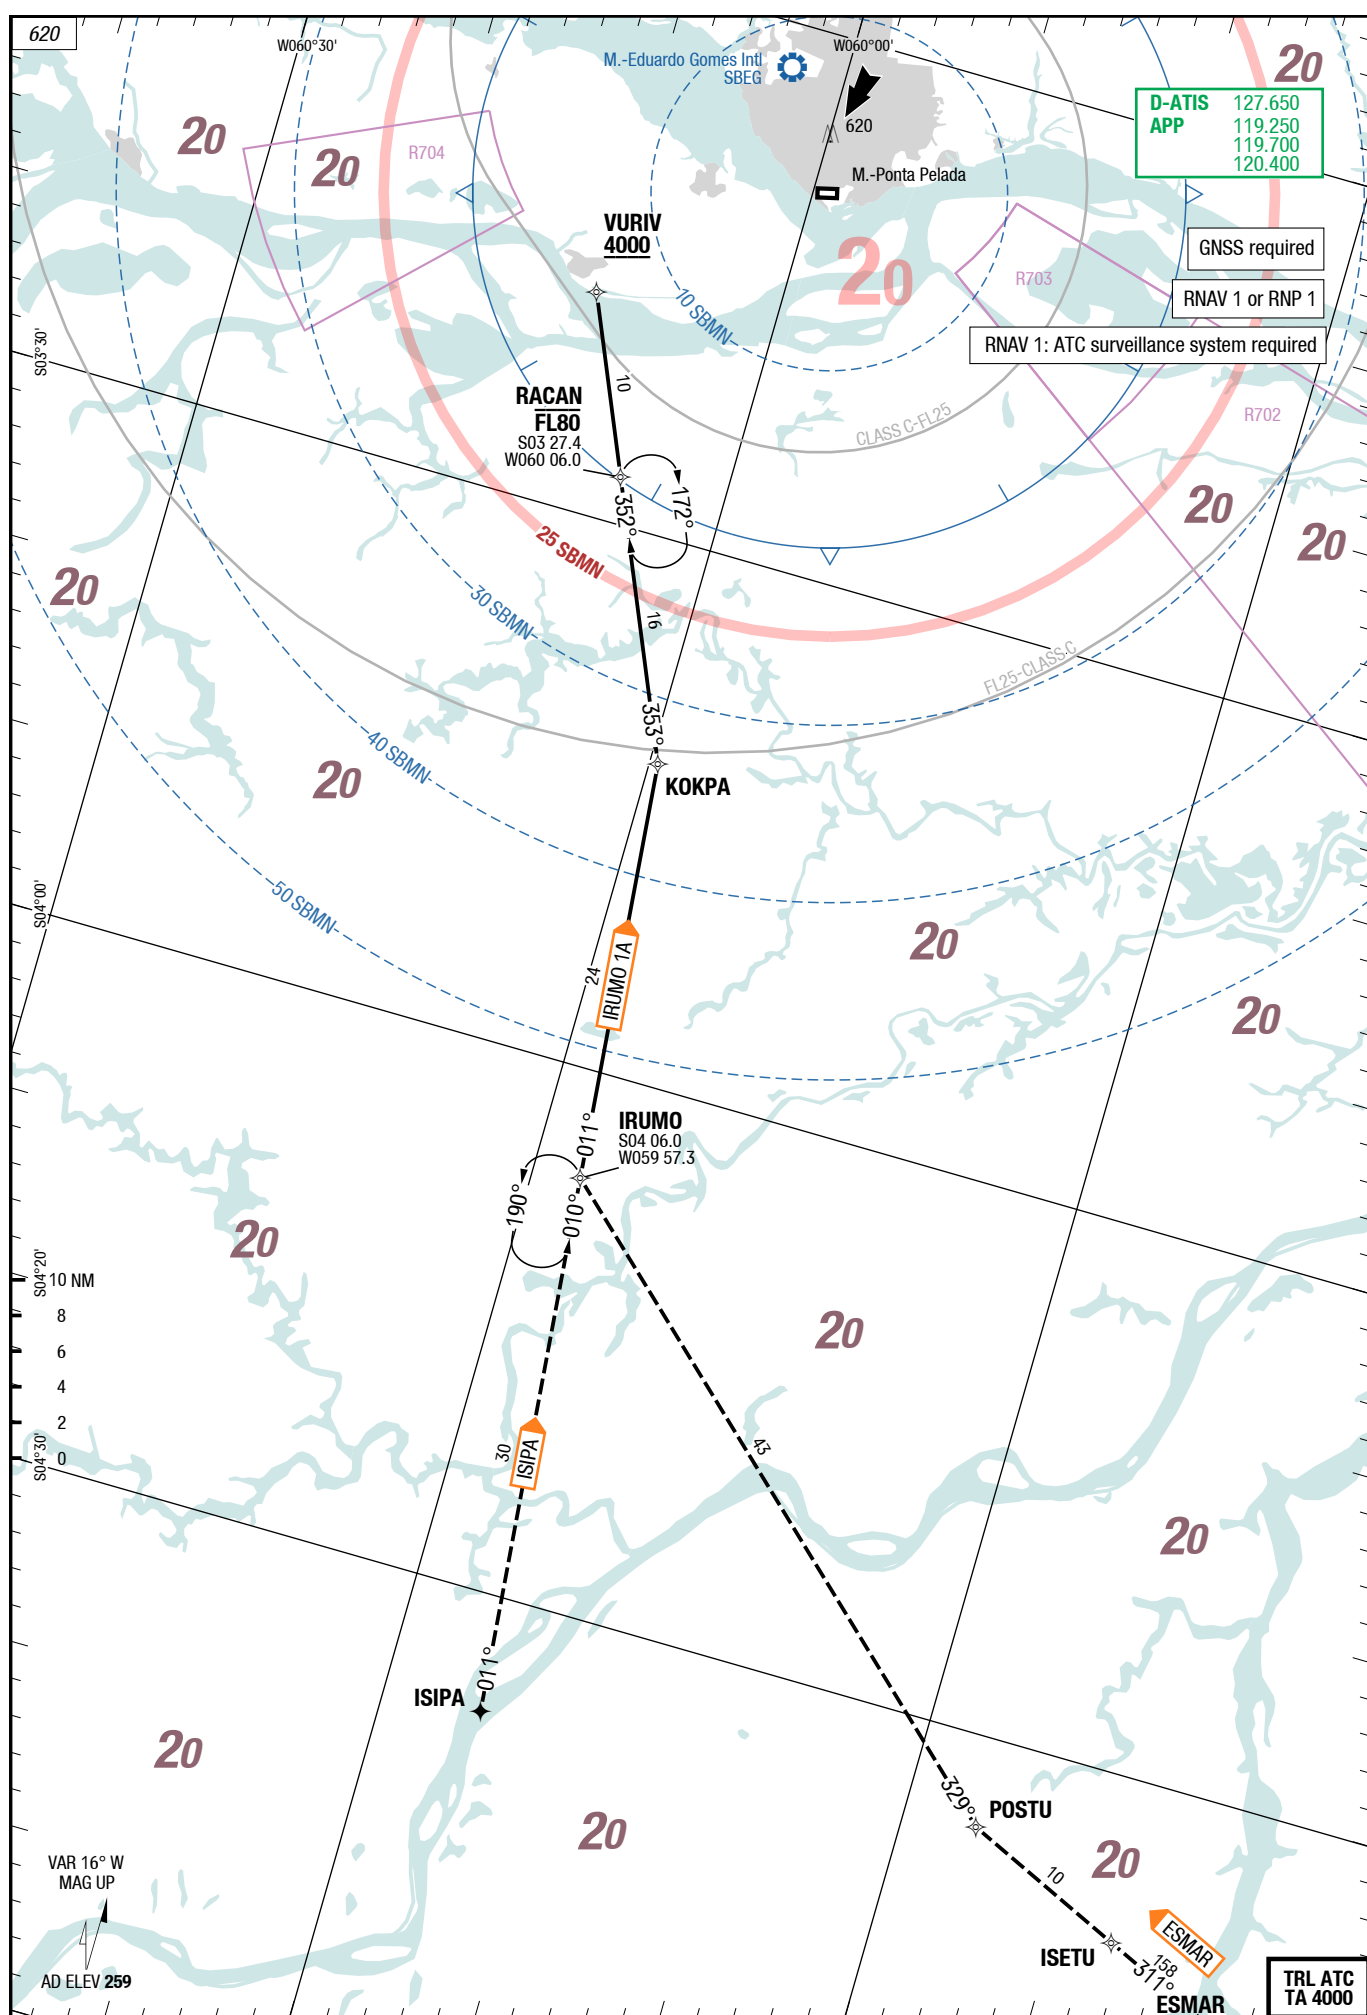 620
W060°30'
W060°00'
M.-Eduardo Gomes Intl
SBEG
620
20
D-ATIS 127.650
APP 119.250
119.700
120.400
20
20
R704
M.-Ponta Pelada
VURIV
4000
GNSS required
20
R703
RNAV 1 or RNP 1
10 SBMN
RNAV 1: ATC surveillance system required
S03°30'
10
RACAN
FL80
S03 27.4
W060 06.0
CLASS C-FL25
R702
352°
172°
20
20
25 SBMN
20
30 SBMN
16
FL25-CLASS C
353°
40 SBMN
20
KOKPA
50 SBMN
S04°00'
20
24
IRUMO 1A
20
011°
IRUMO
S04 06.0
W059 57.3
190°
010°
20
S04°20'
10 NM
8
6
4
2
0
20
S04°30'
30
ISIPA
43
20
011°
ISIPA
20
329°
POSTU
20
20
10
VAR 16° W
MAG UP
ESMAR
ISETU
158
311°
AD ELEV 259
ESMAR
TRL ATC
TA 4000